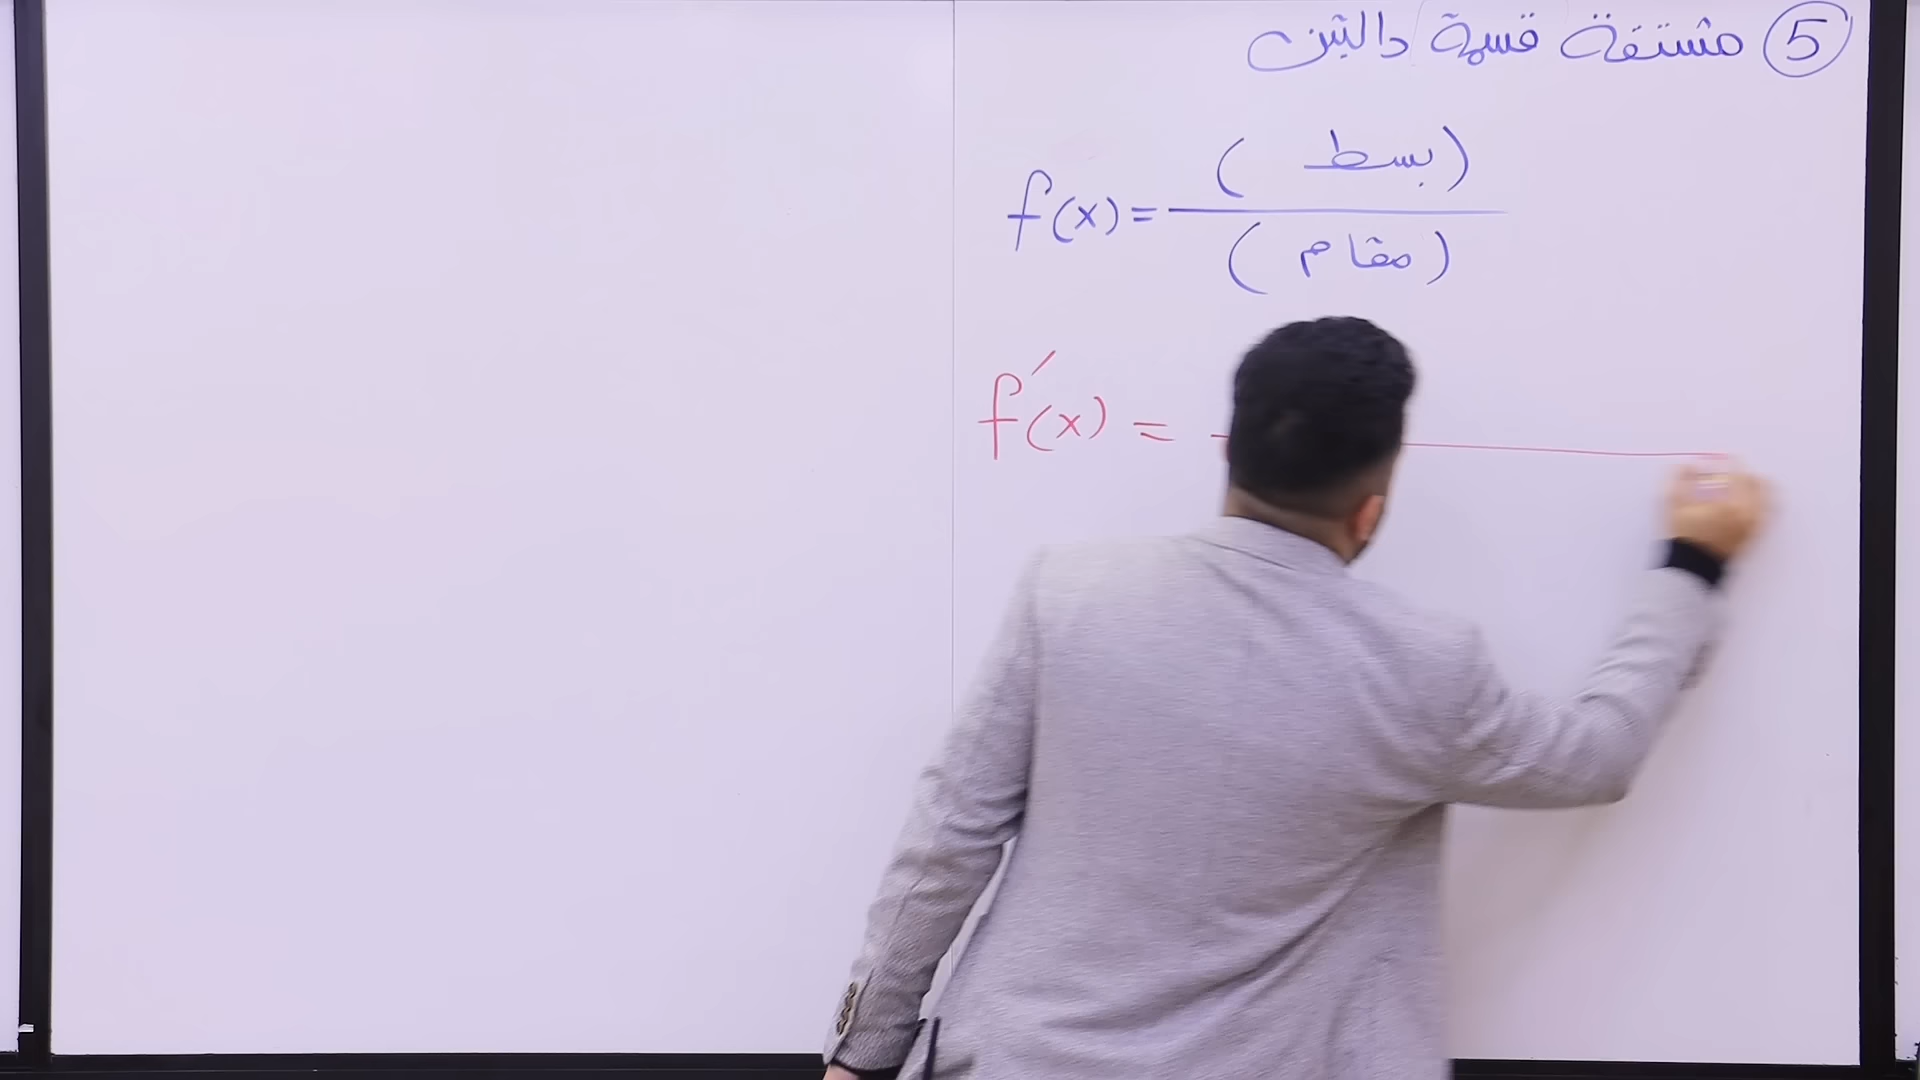 ⑤ مشتقة قسمة دالتين
f(x) = (بسط)
(مقام)
f′(x) =